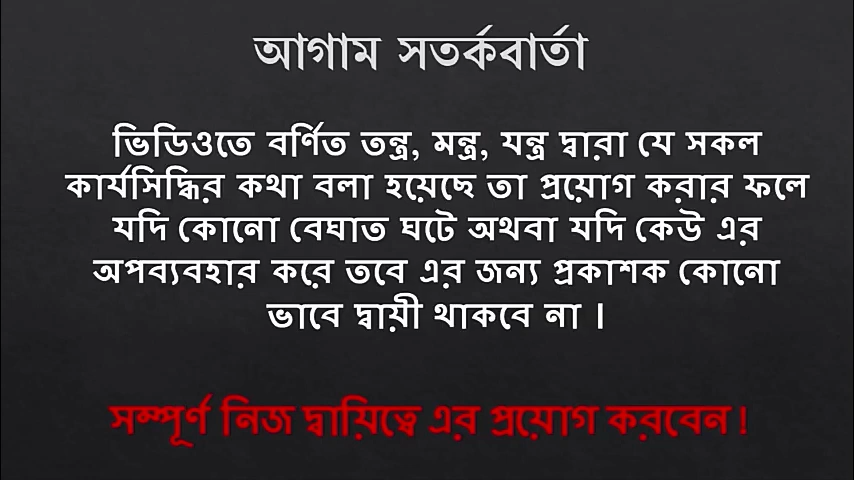 আগাম সতর্কবার্তা
ভিডিওতে বর্ণিত তন্ত্র, মন্ত্র, যন্ত্র দ্বারা যে সকল
কার্যসিদ্ধির কথা বলা হয়েছে তা প্রয়োগ করার ফলে
যদি কোনো বেঘাত ঘটে অথবা যদি কেউ এর
অপব্যবহার করে তবে এর জন্য প্রকাশক কোনো
ভাবে দ্বায়ী থাকবে না ।
সম্পূর্ণ নিজ দ্বায়িত্বে এর প্রয়োগ করবেন !